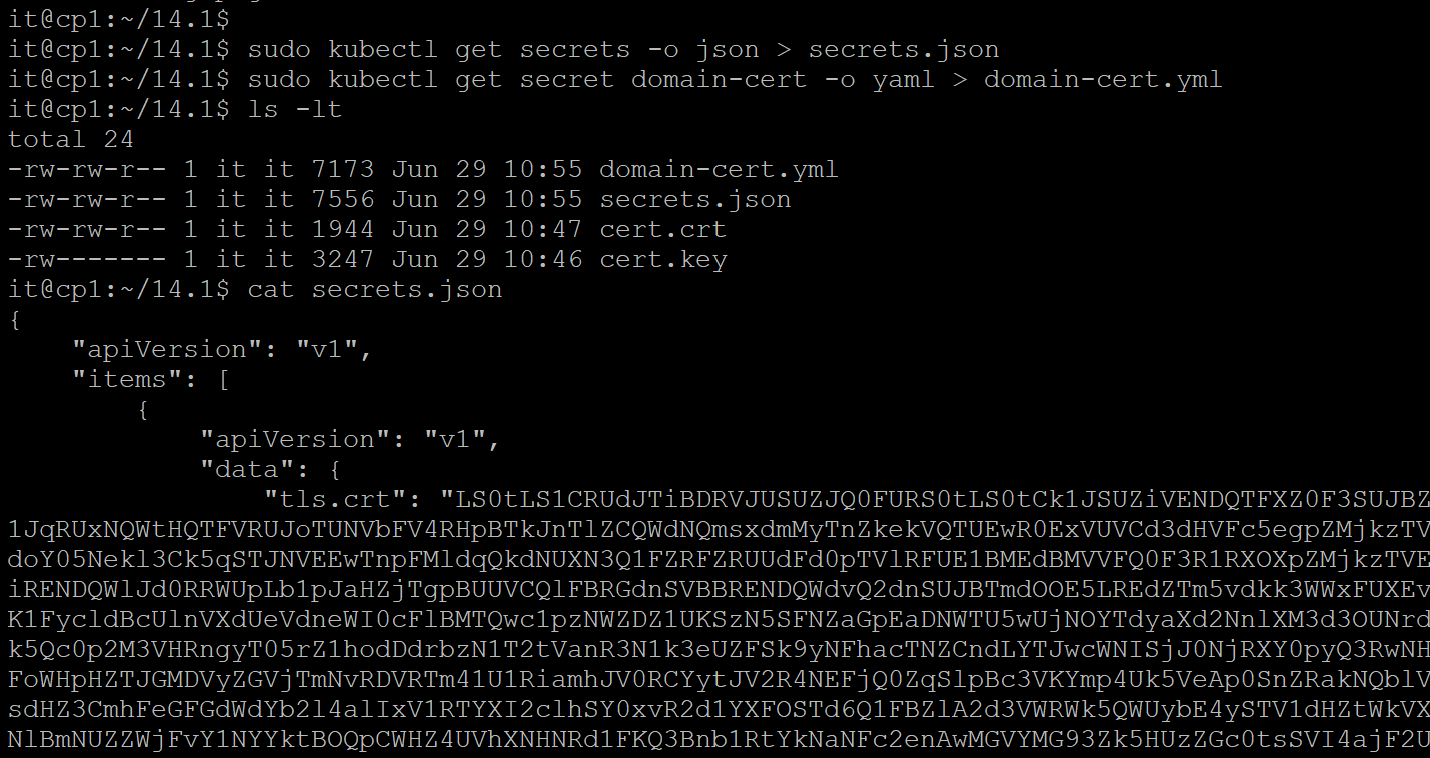 it@cp1:~/14.1$
it@cp1:~/14.1$ sudo kubectl get secrets -o json > secrets.json
it@cp1:~/14.1$ sudo kubectl get secret domain-cert -o yaml > domain-cert.yml
it@cp1:~/14.1$ ls -lt
total 24
-rw-rw-r-- 1 it it 7173 Jun 29 10:55 domain-cert.yml
-rw-rw-r-- 1 it it 7556 Jun 29 10:55 secrets.json
-rw-rw-r-- 1 it it 1944 Jun 29 10:47 cert.crt
-rw------- 1 it it 3247 Jun 29 10:46 cert.key
it@cp1:~/14.1$ cat secrets.json
{
    "apiVersion": "v1",
    "items": [
        {
            "apiVersion": "v1",
            "data": {
                "tls.crt": "LS0tLS1CRUdJTiBDRVJUSUZJQ0FURS0tLS0tCk1JSUZiVENDQTFXZ0F3SUJBZ
1JqRUxNQWtHQTFVRUJoTUNVbFV4RHpBTkJnTlZCQWdNQmsxdmMyTnZkekVQTUEwR0ExVUVCd3dHVFc5egpZMjkzTV
doY05Nekl3Ck5qSTJNVEEwTnpFMldqQkdNUXN3Q1FZRFZRUUdFd0pTVlRFUE1BMEdBMVVFQ0F3R1RXOXpZMjkzTVE
iRENDQWlJd0RRWUpLb1pJaHZjTgpBUUVCQlFBRGdnSVBBRENDQWdvQ2dnSUJBTmdOOE5LREdZTm5vdkk3WWxFUXEv
K1FycldBcUlnVXdUeVdneWI0cFlBMTQwc1pzNWZDZ1UKSzN5SFNZaGpEaDNWTU5wUjNOYTdyaXd2NnlXM3d3OUNrd
k5Qc0p2M3VHRngyT05rZ1hodDdrbzN1T2tVanR3N1k3eUZFSk9yNFhacTNZCndLYTJwcWNISjJ0NjRXY0pyQ3RwNH
FoWHpHZTJGMDVyZGVjTmNvRDVRTm41U1RiamhJV0RCYytJV2R4NEFjQ0ZqSlpBc3VKYmp4Uk5VeAp0SnZRakNQblV
sdHZ3CmhFeGFGdWdYb2l4alIxV1RTYXI2clhSY0xvR2d1YXFOSTd6Q1FBZlA2d3VWRWk5QWUybE4ySTV1dHZtWkVX
NlBmNUZZWjFvY1NYYktBOQpCWHZ4UVhXNHNRd1FKQ3Bnb1RtYkNaNFc2enAwMGVYMG93Zk5HUzZGc0tsSVI4ajF2U